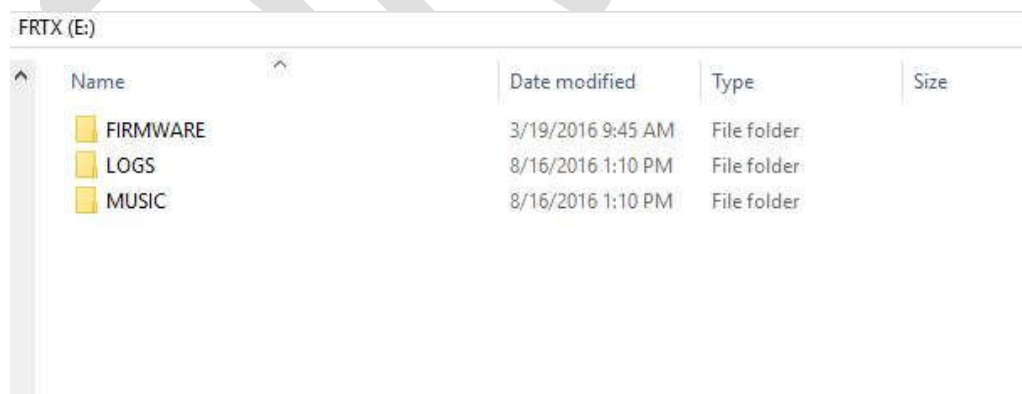 FRTX (E:)
Name Date modified Type Size
FIRMWARE 3/19/2016 9:45 AM File folder
LOGS 8/16/2016 1:10 PM File folder
MUSIC 8/16/2016 1:10 PM File folder